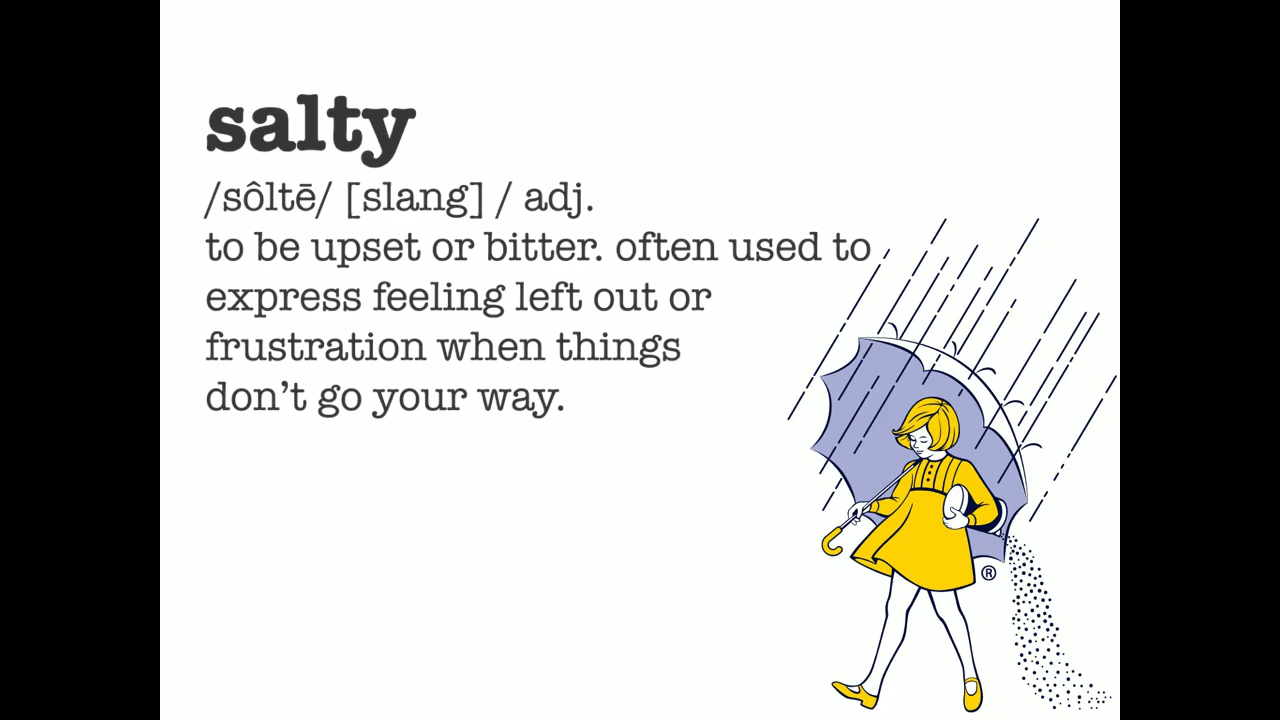 salty
/sôltē/ [slang] / adj.
to be upset or bitter. often used to
express feeling left out or
frustration when things
don’t go your way.
®